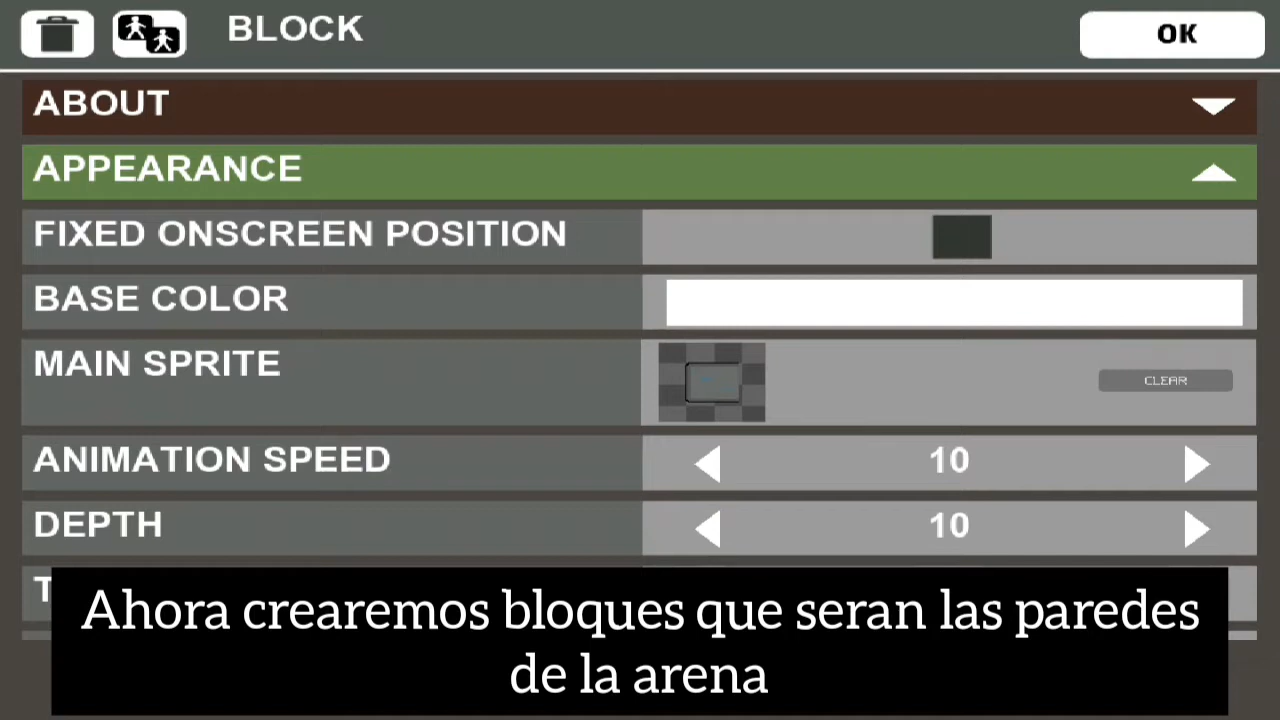 BLOCK
OK
ABOUT
APPEARANCE
FIXED ONSCREEN POSITION
BASE COLOR
MAIN SPRITE
CLEAR
ANIMATION SPEED
10
DEPTH
10
T
Ahora crearemos bloques que seran las paredes
de la arena